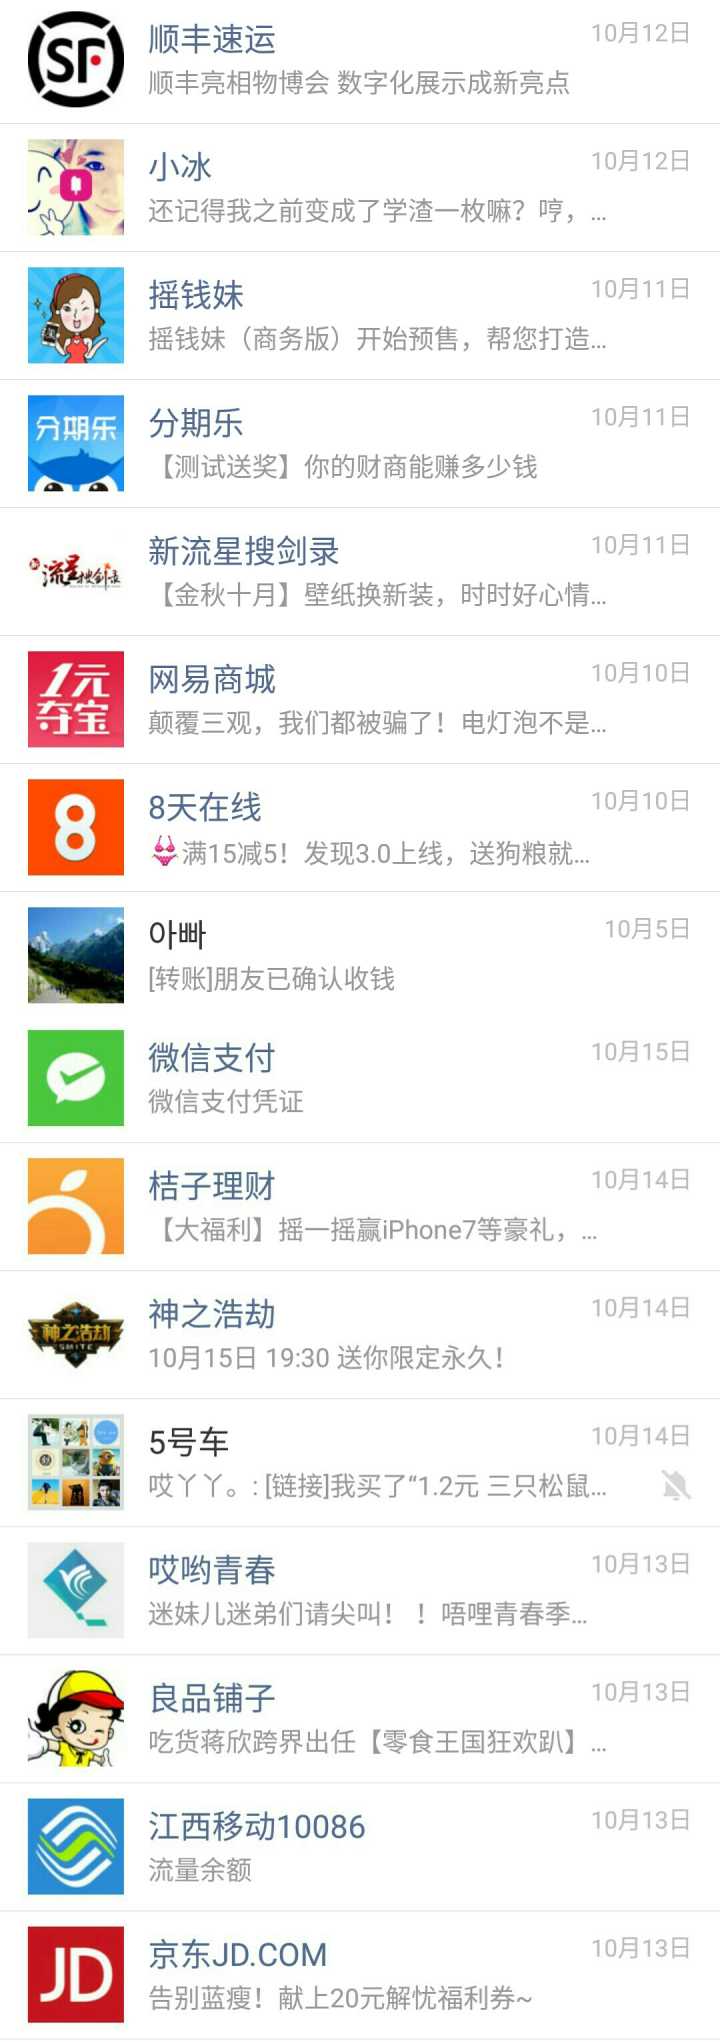 SF
顺丰速运
10月12日
顺丰亮相物博会 数字化展示成新亮点
小冰
10月12日
还记得我之前变成了学渣一枚嘛？哼，...
摇钱妹
10月11日
摇钱妹（商务版）开始预售，帮您打造...
分期乐
分期乐
10月11日
【测试送奖】你的财商能赚多少钱
新流星搜剑录
新流星搜剑录
10月11日
【金秋十月】壁纸换新装，时时好心情...
1元
夺宝
网易商城
10月10日
颠覆三观，我们都被骗了！电灯泡不是...
8
8天在线
10月10日
满15减5！发现3.0上线，送狗粮就...
아빠
10月5日
[转账]朋友已确认收钱
微信支付
10月15日
微信支付凭证
桔子理财
10月14日
【大福利】摇一摇赢iPhone7等豪礼，...
神之浩劫
SMITE
神之浩劫
10月14日
10月15日 19:30 送你限定永久！
5号车
10月14日
哎丫丫。: [链接]我买了“1.2元 三只松鼠...
哎哟青春
10月13日
迷妹儿迷弟们请尖叫！！唔哩青春季...
良品铺子
10月13日
吃货蒋欣跨界出任【零食王国狂欢趴】...
江西移动10086
10月13日
流量余额
JD
京东JD.COM
10月13日
告别蓝瘦！献上20元解忧福利券~